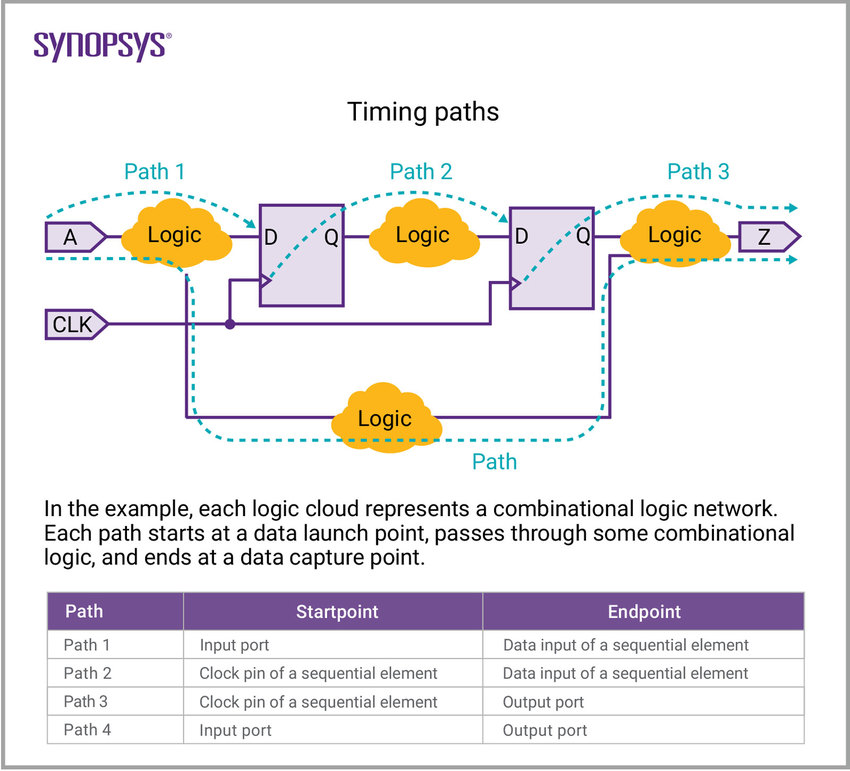 SYNOPSYS®
Timing paths
Path 1
Path 2
Path 3
A
Logic
D
Q
Logic
D
Q
Logic
Z
CLK
Logic
Path
In the example, each logic cloud represents a combinational logic network.
Each path starts at a data launch point, passes through some combinational
logic, and ends at a data capture point.
Path Startpoint Endpoint
Path 1 Input port Data input of a sequential element
Path 2 Clock pin of a sequential element Data input of a sequential element
Path 3 Clock pin of a sequential element Output port
Path 4 Input port Output port